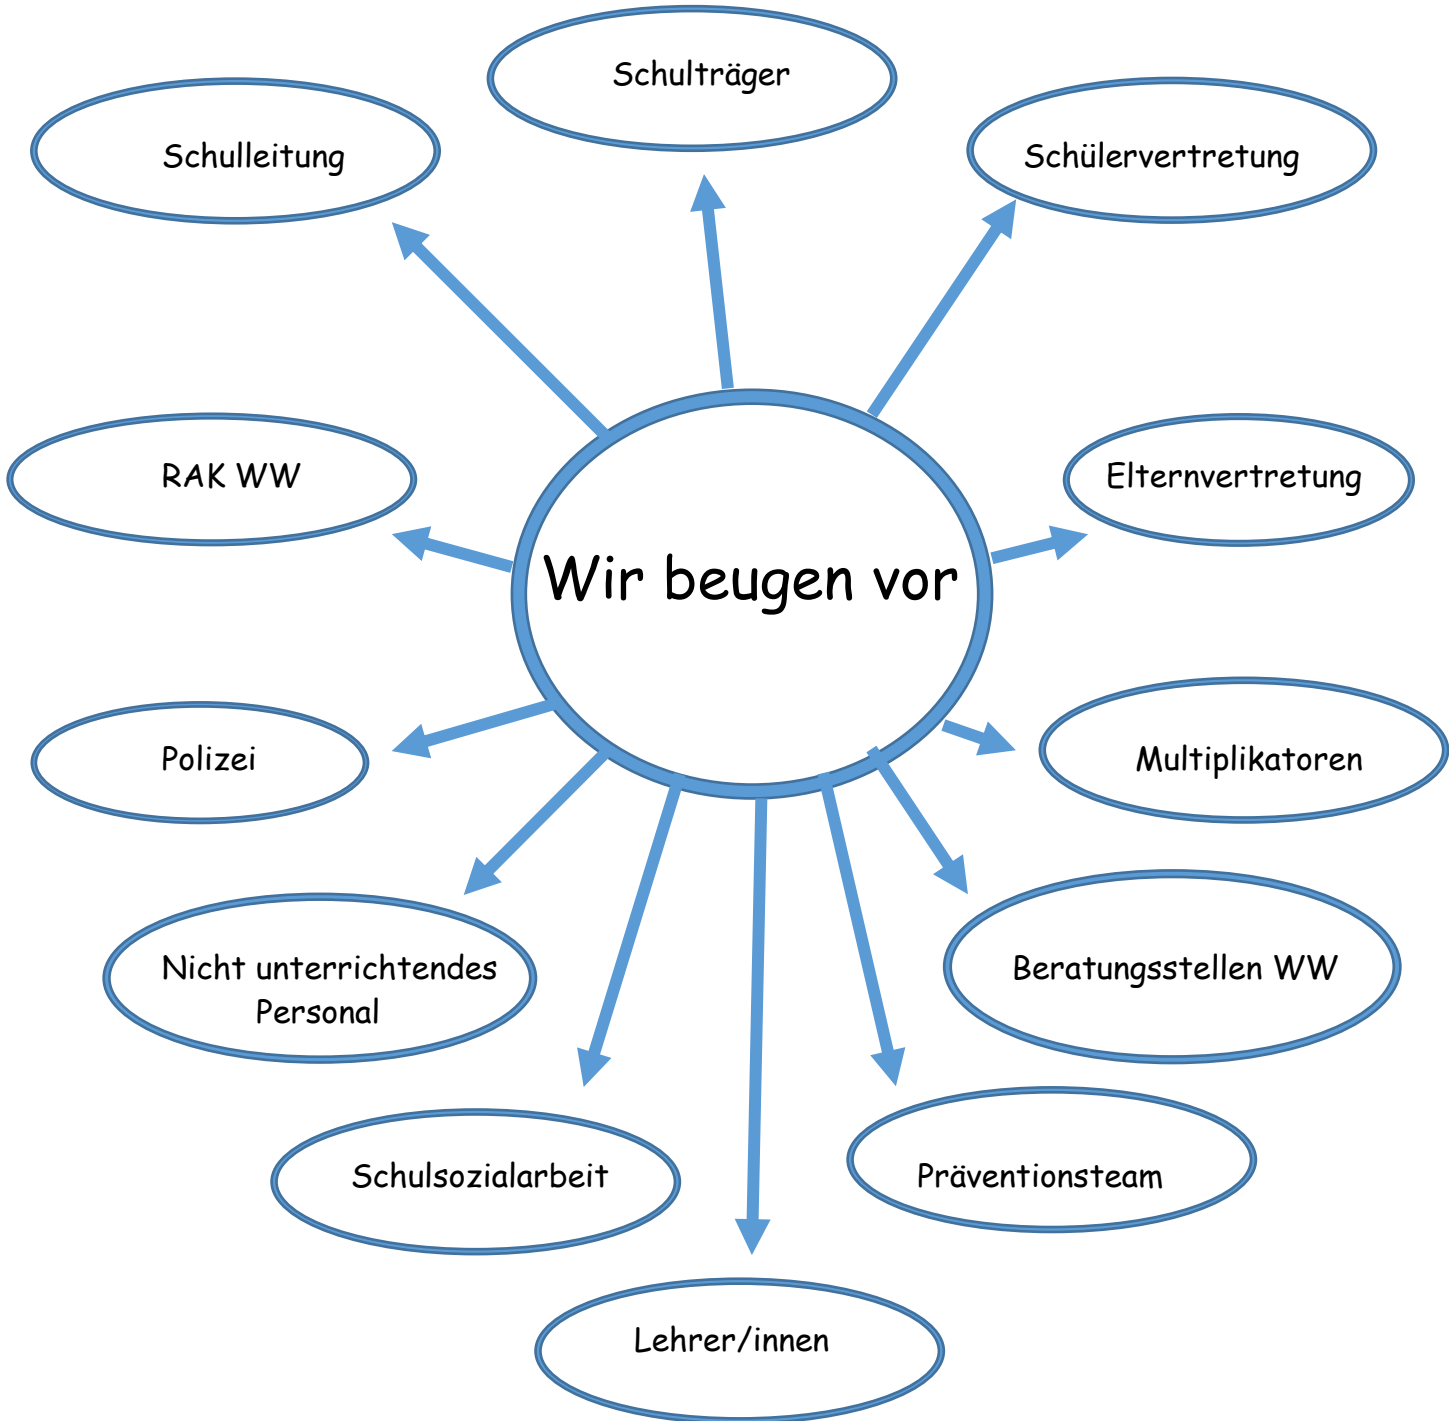 Schulträger
Schulleitung
Schülervertretung
RAK WW
Elternvertretung
Wir beugen vor
Polizei
Multiplikatoren
Nicht unterrichtendes
Personal
Beratungsstellen WW
Schulsozialarbeit
Präventionsteam
Lehrer/innen